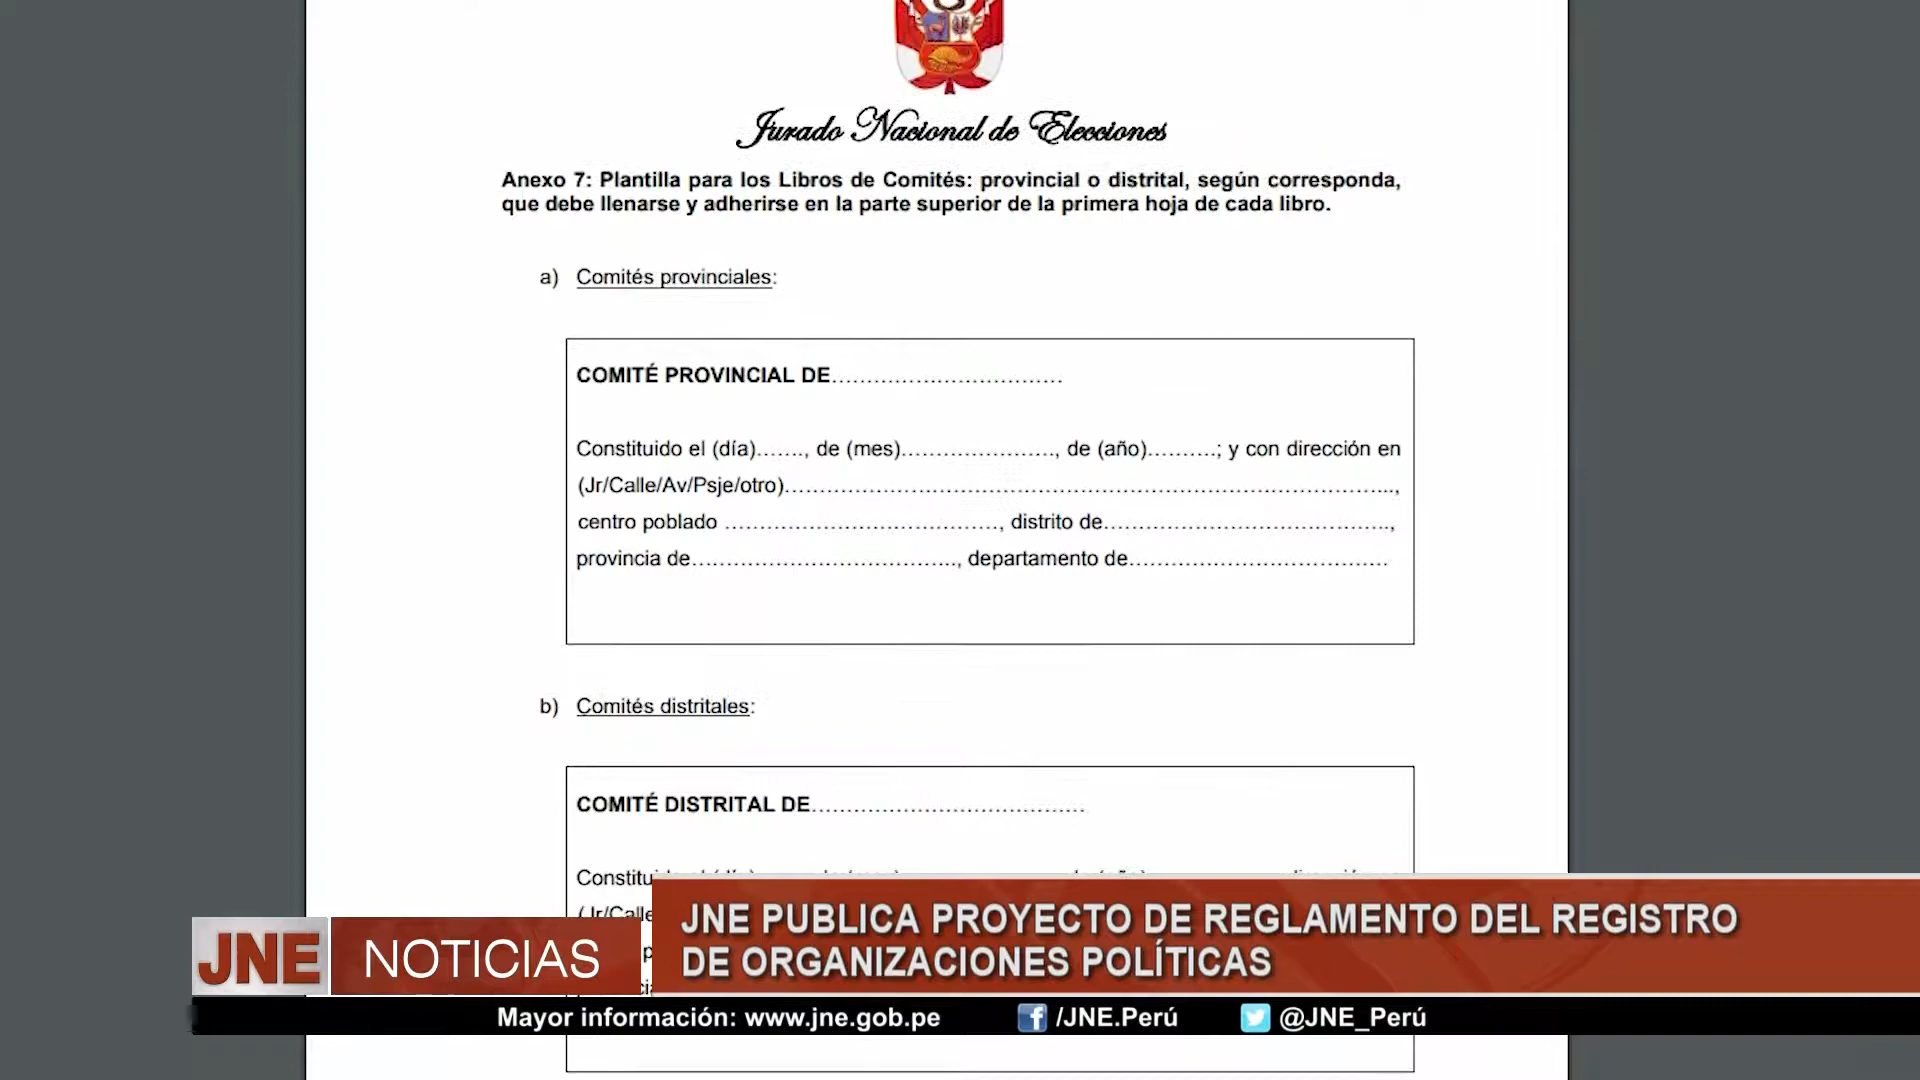 Jurado Nacional de Elecciones
Anexo 7: Plantilla para los Libros de Comités: provincial o distrital, según corresponda,
que debe llenarse y adherirse en la parte superior de la primera hoja de cada libro.
a) Comités provinciales:
COMITÉ PROVINCIAL DE……………………………
Constituido el (día)……., de (mes)…………………., de (año)……….; y con dirección en
(Jr/Calle/Av/Psje/otro)……………………………………………………………………………...,
centro poblado …………………………………, distrito de…………………………………..,
provincia de……………………………….., departamento de……………………………….
b) Comités distritales:
COMITÉ DISTRITAL DE…………………………………
Constitu
(Jr/Calle
JNE PUBLICA PROYECTO DE REGLAMENTO DEL REGISTRO
DE ORGANIZACIONES POLÍTICAS
JNE NOTICIAS
Mayor información: www.jne.gob.pe /JNE.Perú @JNE_Perú